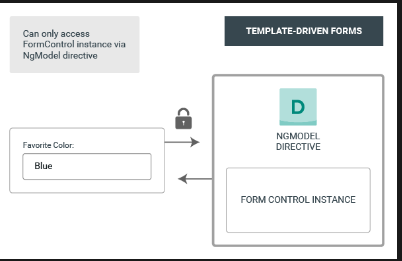 Can only access
FormControl instance via
NgModel directive
TEMPLATE-DRIVEN FORMS
D
NGMODEL
DIRECTIVE
Favorite Color:
Blue
FORM CONTROL INSTANCE